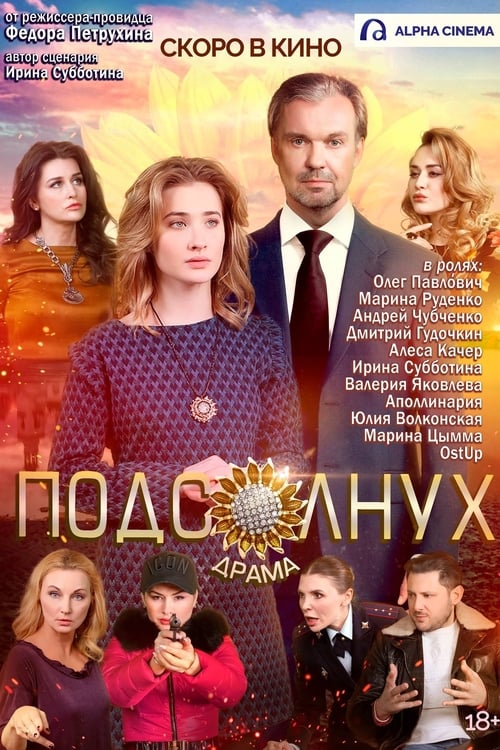 от режиссера-провидца
Федора Петрухина
автор сценария
Ирина Субботина
СКОРО В КИНО
ALPHA CINEMA
в ролях:
Олег Павлович
Марина Руденко
Андрей Чубченко
Дмитрий Гудочкин
Алеса Качер
Ирина Субботина
Валерия Яковлева
Аполлинария
Юлия Волконская
Марина Цымма
OstUp
ПОДСОЛНУХ
ДРАМА
ICON
18+